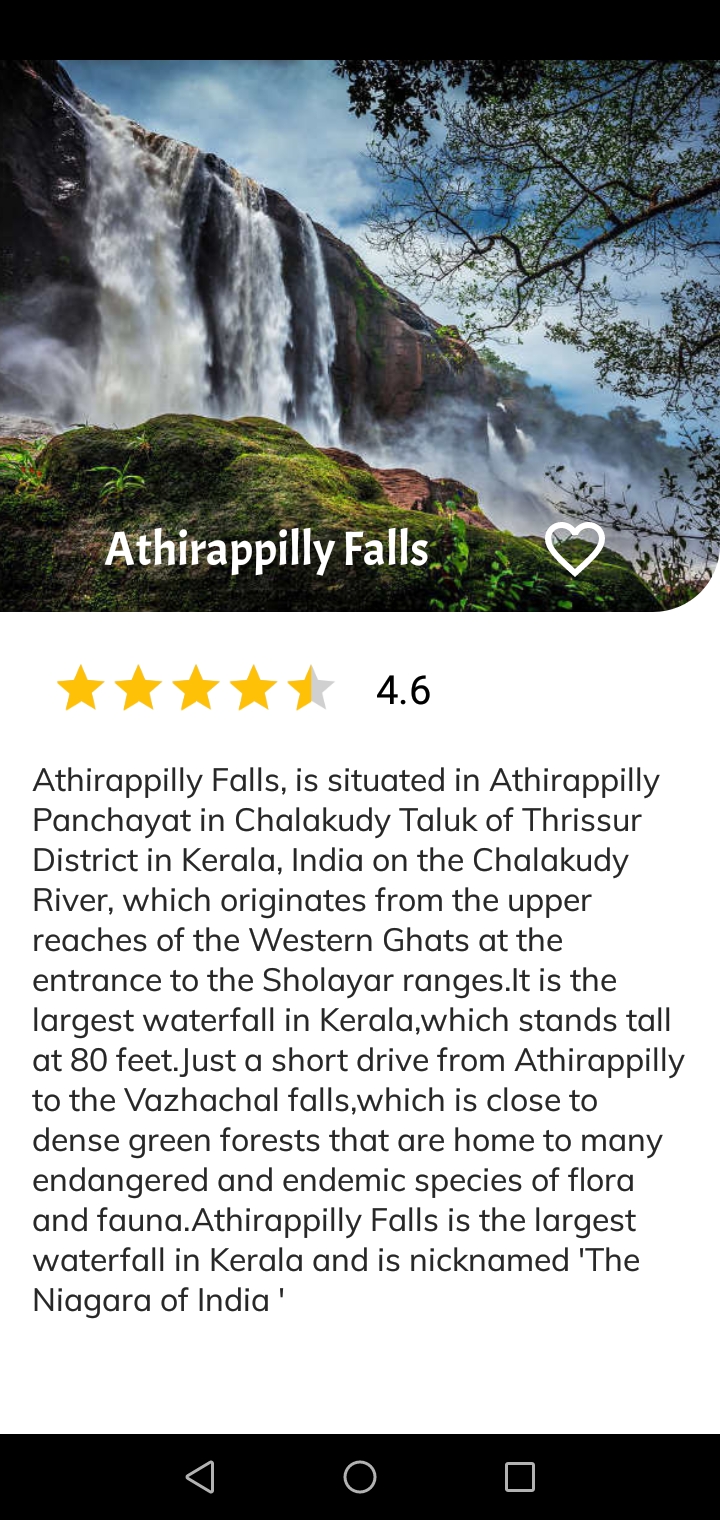 Athirappilly Falls
4.6
Athirappilly Falls, is situated in Athirappilly
Panchayat in Chalakudy Taluk of Thrissur
District in Kerala, India on the Chalakudy
River, which originates from the upper
reaches of the Western Ghats at the
entrance to the Sholayar ranges.It is the
largest waterfall in Kerala,which stands tall
at 80 feet.Just a short drive from Athirappilly
to the Vazhachal falls,which is close to
dense green forests that are home to many
endangered and endemic species of flora
and fauna.Athirappilly Falls is the largest
waterfall in Kerala and is nicknamed 'The
Niagara of India '